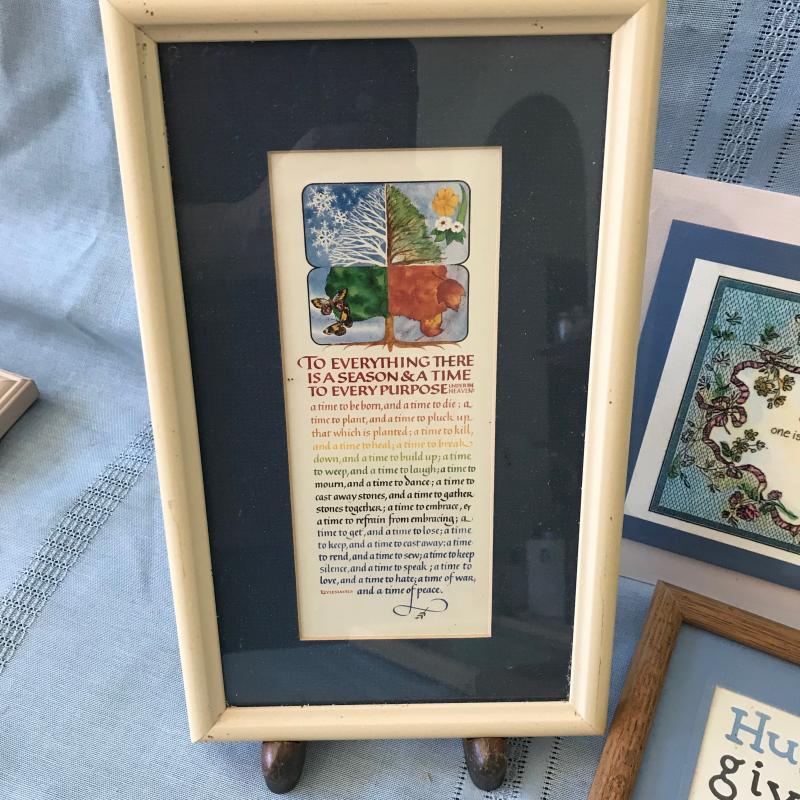 TO EVERYTHING THERE
IS A SEASON & A TIME
TO EVERY PURPOSE UNDER THE HEAVEN:
a time to be born, and a time to die; a
time to plant, and a time to pluck up
that which is planted; a time to kill,
and a time to heal; a time to break
down, and a time to build up; a time
to weep, and a time to laugh; a time to
mourn, and a time to dance; a time to
cast away stones, and a time to gather
stones together; a time to embrace, &
a time to refrain from embracing; a
time to get, and a time to lose; a time
to keep, and a time to cast away: a time
to rend, and a time to sew; a time to keep
silence, and a time to speak; a time to
love, and a time to hate; a time of war,
ECCLESIASTES and a time of peace.
one is
Hu
giv